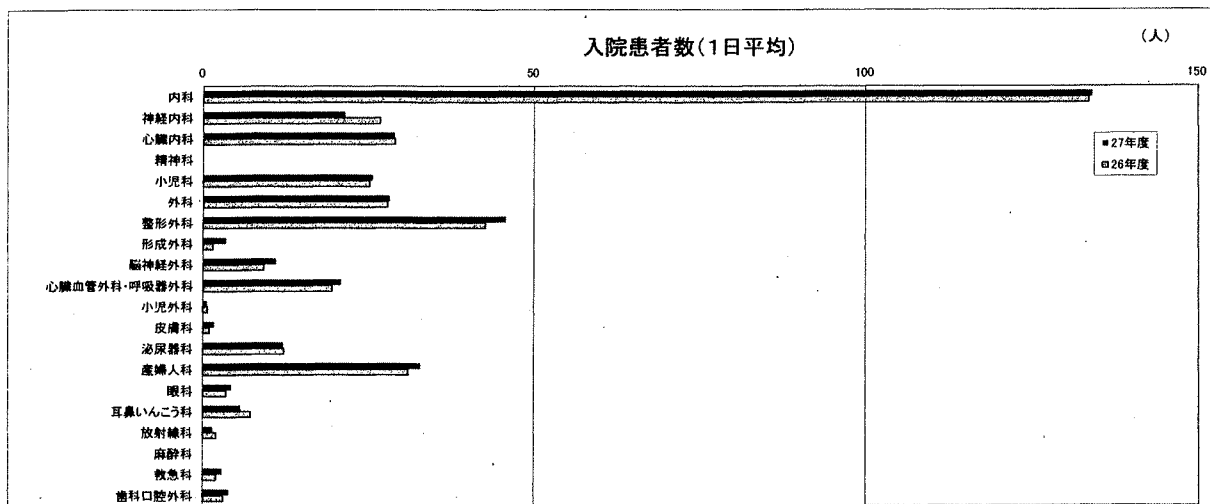 入院患者数(1日平均)
(人)
0 50 100 150
内科
神経内科
心臓内科
精神科
小児科
外科
整形外科
形成外科
脳神経外科
心臓血管外科・呼吸器外科
小児外科
皮膚科
泌尿器科
産婦人科
眼科
耳鼻いんこう科
放射線科
麻酔科
救急科
歯科口腔外科
27年度
26年度